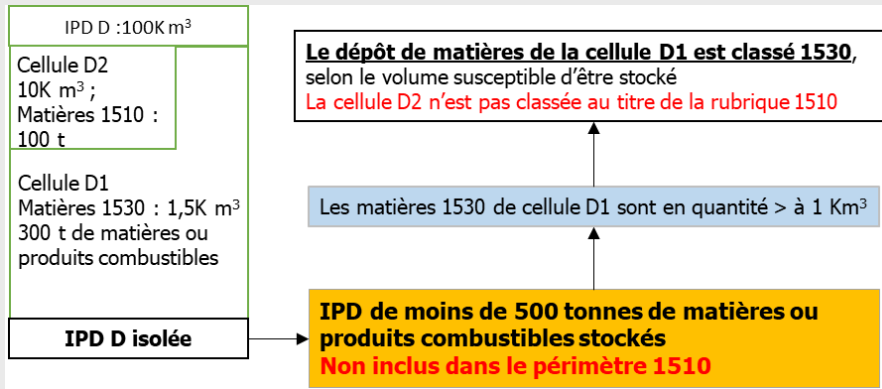 IPD D :100K m³
Cellule D2
10K m³ ;
Matières 1510 :
100 t
Cellule D1
Matières 1530 : 1,5K m³
300 t de matières ou
produits combustibles
IPD D isolée
Le dépôt de matières de la cellule D1 est classé 1530,
selon le volume susceptible d’être stocké
La cellule D2 n’est pas classée au titre de la rubrique 1510
Les matières 1530 de cellule D1 sont en quantité > à 1 Km³
IPD de moins de 500 tonnes de matières ou
produits combustibles stockés
Non inclus dans le périmètre 1510